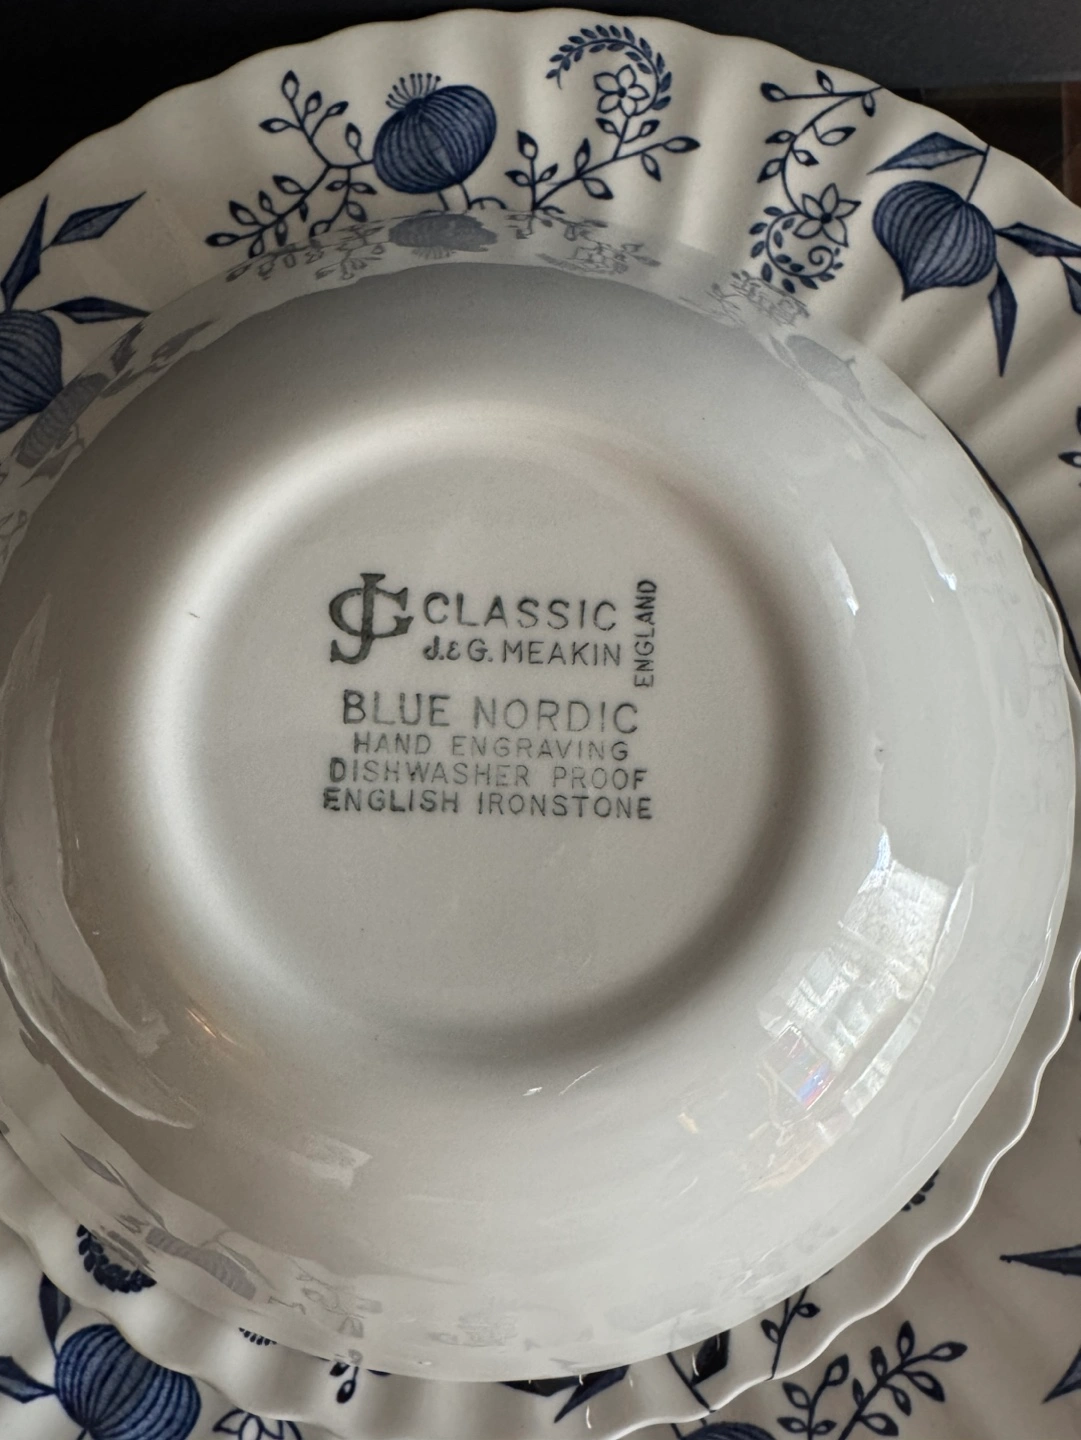 JG CLASSIC
J.&G. MEAKIN
ENGLAND
BLUE NORDIC
HAND ENGRAVING
DISHWASHER PROOF
ENGLISH IRONSTONE